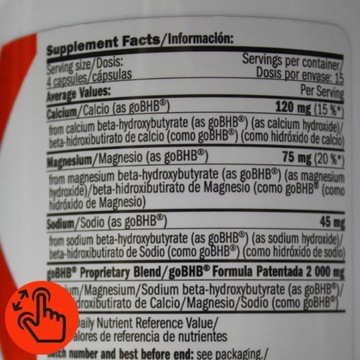 Supplement Facts/Información:
Serving size/Dosis: Servings per container/
4 capsules/cápsulas Dosis por envase: 15
Average Values: Per Serving
Calcium/Calcio (as goBHB®) 120 mg (15 %*)
from calcium beta-hydroxybutyrate (as goBHB®) (as calcium hydroxide)/
beta-hidroxibutirato de calcio (como goBHB®) (como hidróxido de calcio)
Magnesium/Magnesio (as goBHB®) 75 mg (20 %*)
from magnesium beta-hydroxybutyrate (as goBHB®) (as magnesium
hydroxide)/beta-hidroxibutirato de Magnesio (como goBHB® (como
hidróxido de Magnesio)
Sodium/Sodio (as goBHB®) 45 mg
from sodium beta-hydroxybutyrate (as goBHB®) (as sodium hydroxide)/
beta-hidroxibutirato de Sodio (como goBHB®) (como hidróxido de Sodio)
goBHB® Proprietary Blend/goBHB® Formula Patentada 2 000 mg
/Magnesium/Sodium beta-hydroxybutyrate (as goBHB®)/
hidroxibutirato de Calcio/Magnesio/Sodio (como goBHB®)
Daily Nutrient Reference Value/
valores de referencia de nutrientes
number and best before end: see packaging./